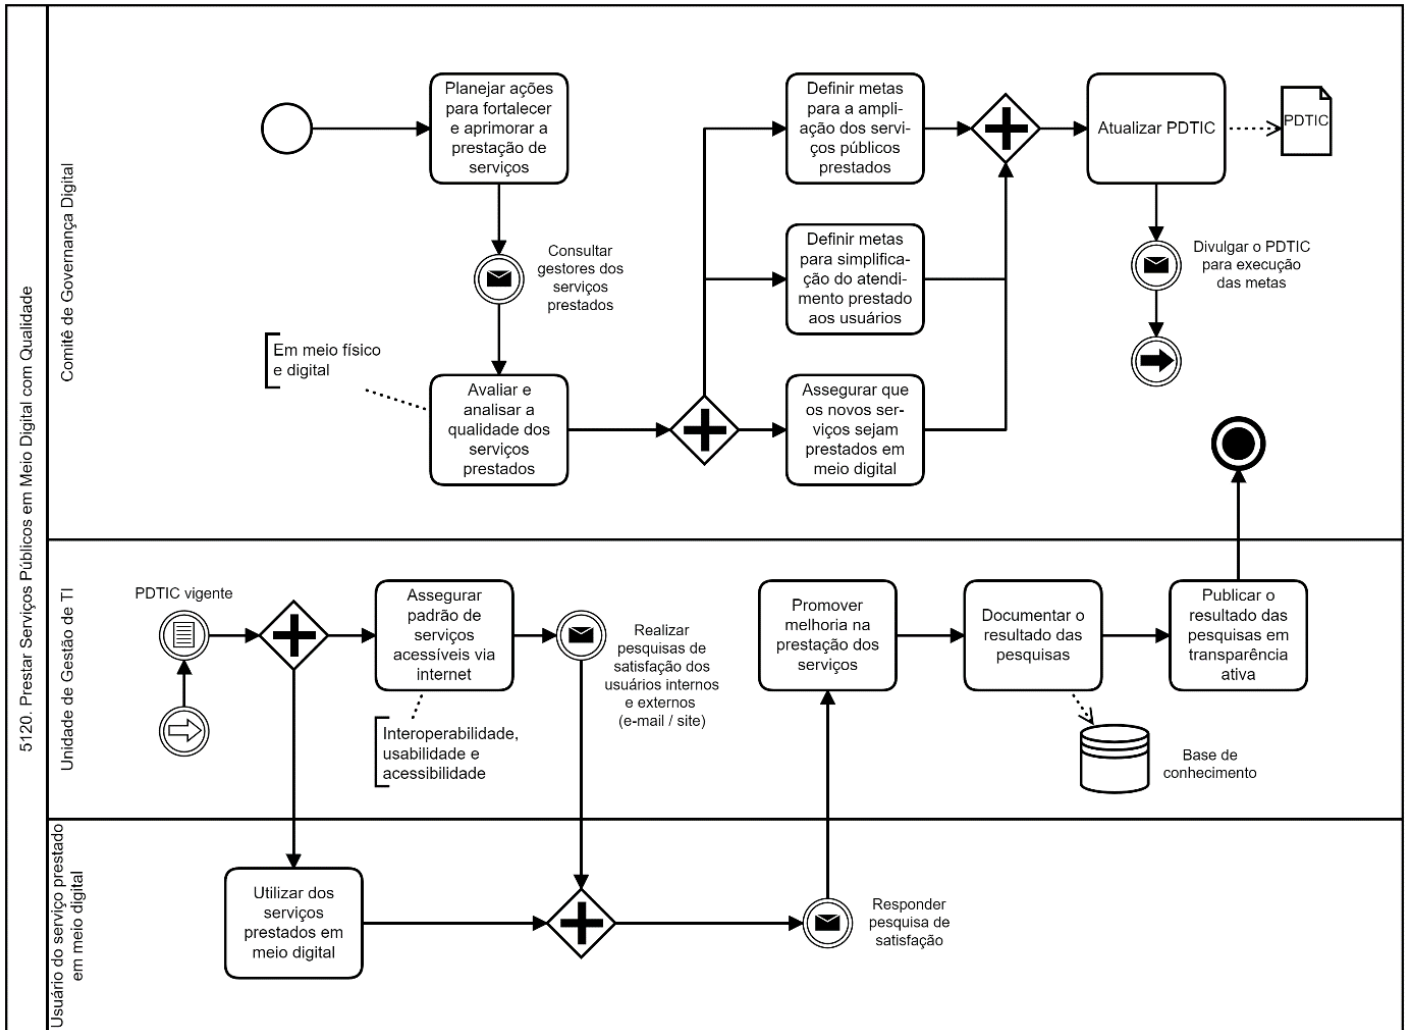 5120. Prestar Serviços Públicos em Meio Digital com Qualidade
Comitê de Governança Digital
Planejar ações
para fortalecer
e aprimorar a
prestação de
serviços
Consultar
gestores dos
serviços
prestados
Em meio físico
e digital
Avaliar e
analisar a
qualidade dos
serviços
prestados
Definir metas
para a ampli-
ação dos servi-
ços públicos
prestados
Definir metas
para simplifica-
ção do atendi-
mento prestado
aos usuários
Assegurar que
os novos ser-
viços sejam
prestados em
meio digital
Atualizar PDTIC
PDTIC
Divulgar o PDTIC
para execução
das metas
Unidade de Gestão de TI
PDTIC vigente
Assegurar
padrão de
serviços
acessíveis via
internet
Interoperabilidade,
usabilidade e
acessibilidade
Realizar
pesquisas de
satisfação dos
usuários internos
e externos
(e-mail / site)
Promover
melhoria na
prestação dos
serviços
Documentar o
resultado das
pesquisas
Base de
conhecimento
Publicar o
resultado das
pesquisas em
transparência
ativa
Usuário do serviço prestado
em meio digital
Utilizar dos
serviços
prestados em
meio digital
Responder
pesquisa de
satisfação